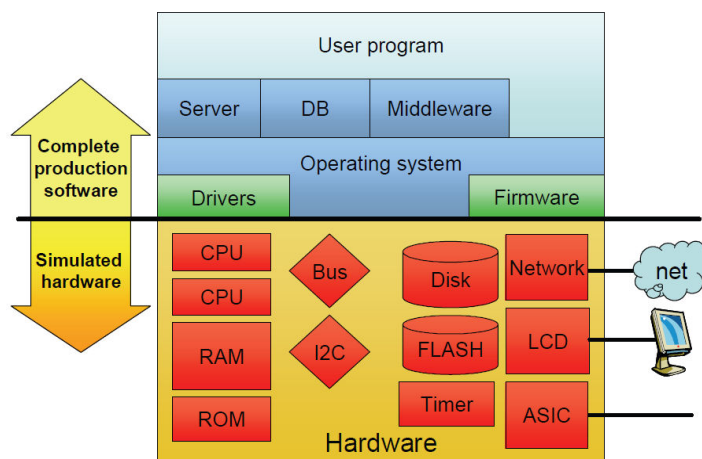 User program
Server
DB
Middleware
Complete
production
software
Operating system
Drivers
Firmware
Simulated
hardware
CPU
Bus
Disk
Network
net
CPU
RAM
I2C
FLASH
LCD
ROM
Timer
ASIC
Hardware